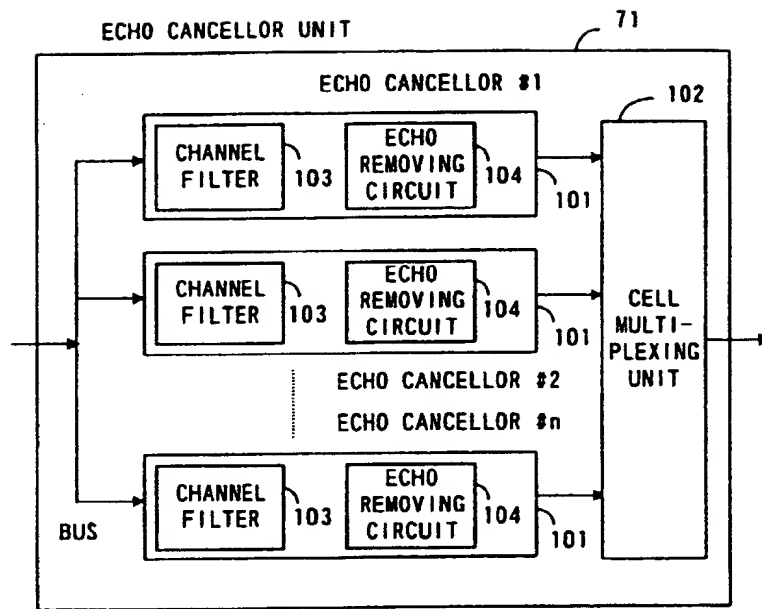 ECHO CANCELLOR UNIT
71
ECHO CANCELLOR #1
102
CHANNEL
FILTER
103
ECHO
REMOVING
CIRCUIT
104
101
CHANNEL
FILTER
103
ECHO
REMOVING
CIRCUIT
104
101
CELL
MULTI-
PLEXING
UNIT
ECHO CANCELLOR #2
ECHO CANCELLOR #n
CHANNEL
FILTER
103
ECHO
REMOVING
CIRCUIT
104
101
BUS